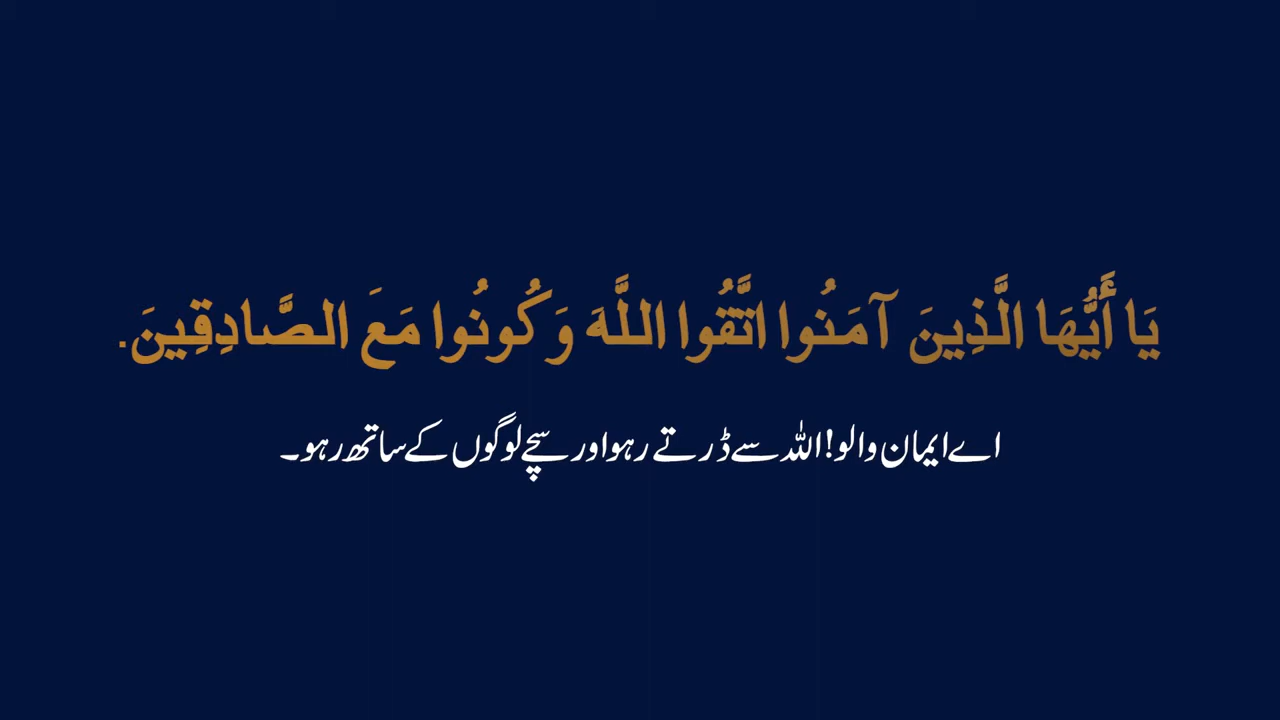 يَا أَيُّهَا الَّذِينَ آمَنُوا اتَّقُوا اللَّهَ وَكُونُوا مَعَ الصَّادِقِينَ.
اے ایمان والو! اللہ سے ڈرتے رہو اور سچے لوگوں کے ساتھ رہو۔